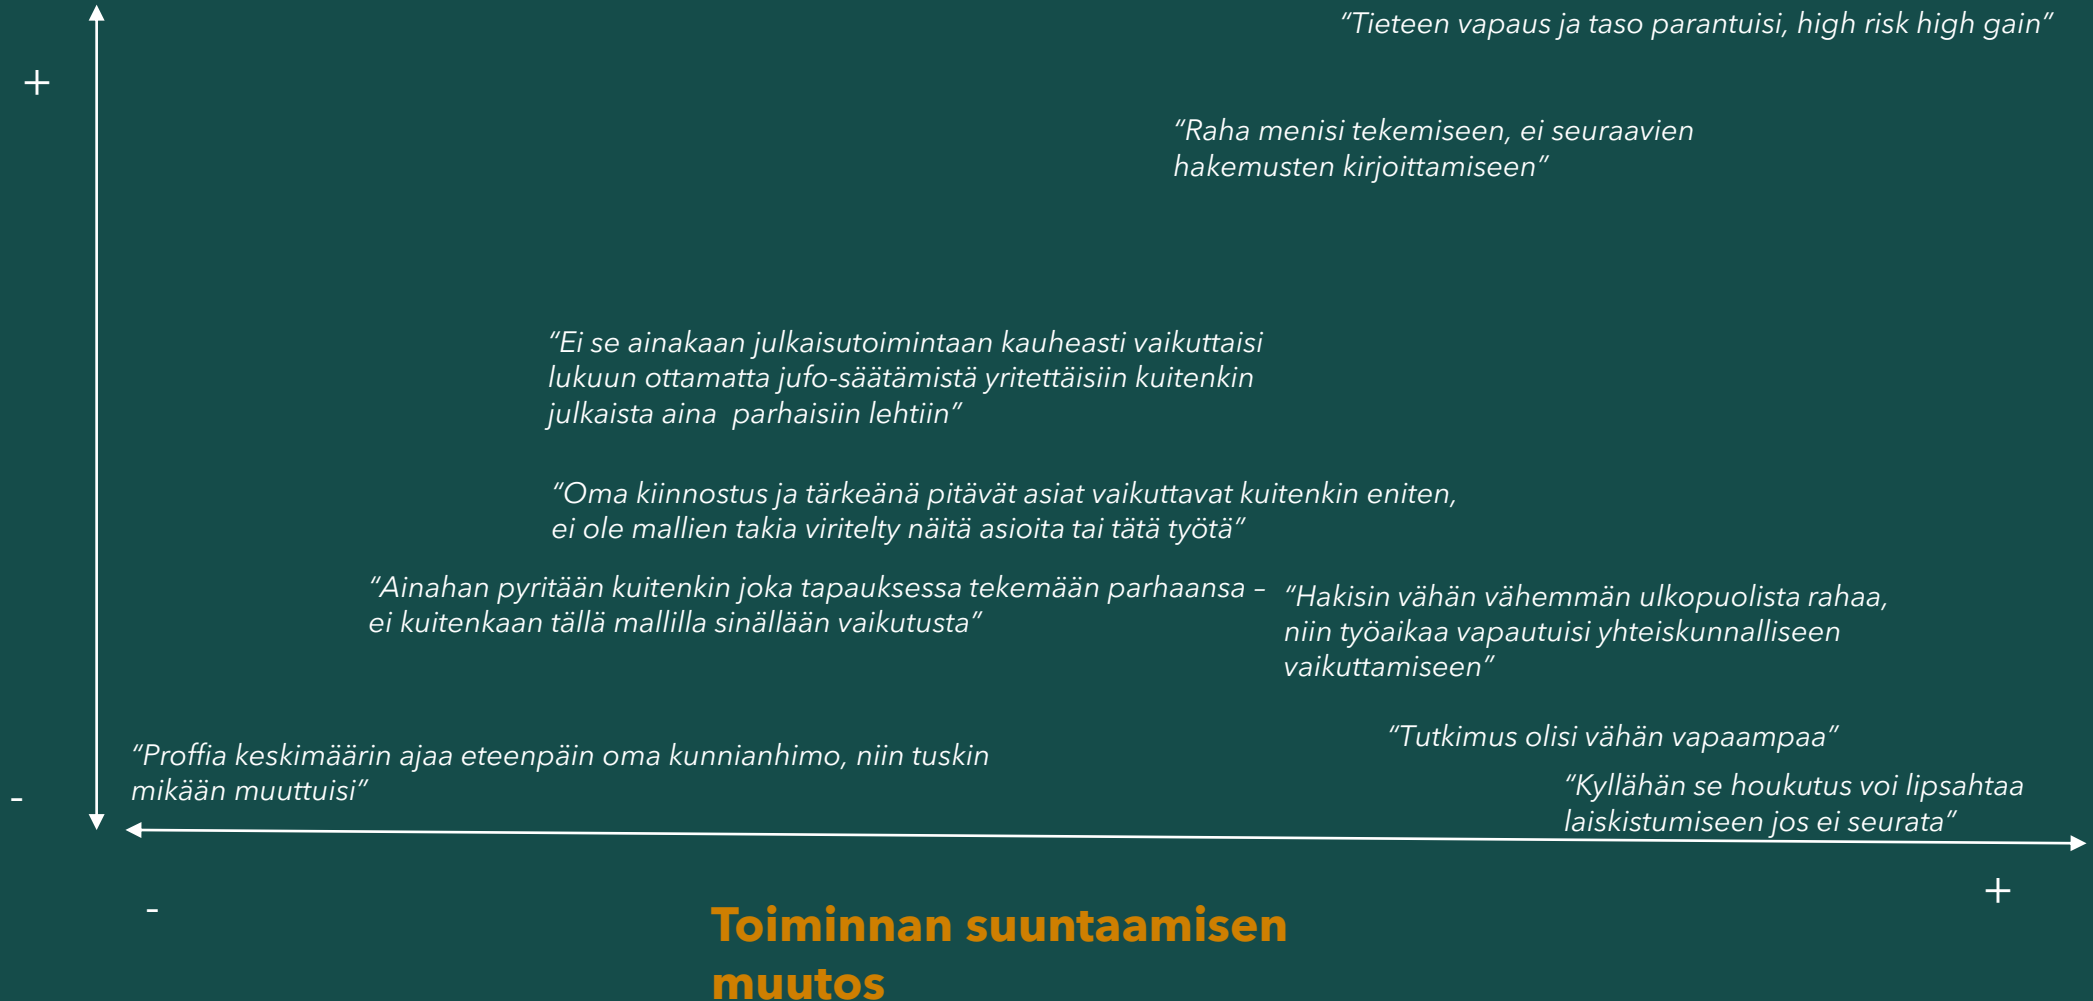 “Tieteen vapaus ja taso parantuisi, high risk high gain”
+
“Raha menisi tekemiseen, ei seuraavien
hakemusten kirjoittamiseen”
“Ei se ainakaan julkaisutoimintaan kauheasti vaikuttaisi
lukuun ottamatta jufo-säätämistä yritettäisiin kuitenkin
julkaista aina  parhaisiin lehtiin”
“Oma kiinnostus ja tärkeänä pitävät asiat vaikuttavat kuitenkin eniten,
ei ole mallien takia viritelty näitä asioita tai tätä työtä”
“Ainahan pyritään kuitenkin joka tapauksessa tekemään parhaansa –
ei kuitenkaan tällä mallilla sinällään vaikutusta”
“Hakisin vähän vähemmän ulkopuolista rahaa,
niin työaikaa vapautuisi yhteiskunnalliseen
vaikuttamiseen”
“Tutkimus olisi vähän vapaampaa”
“Proffia keskimäärin ajaa eteenpäin oma kunnianhimo, niin tuskin
mikään muuttuisi”
“Kyllähän se houkutus voi lipsahtaa
laiskistumiseen jos ei seurata”
-
-
+
Toiminnan suuntaamisen
muutos